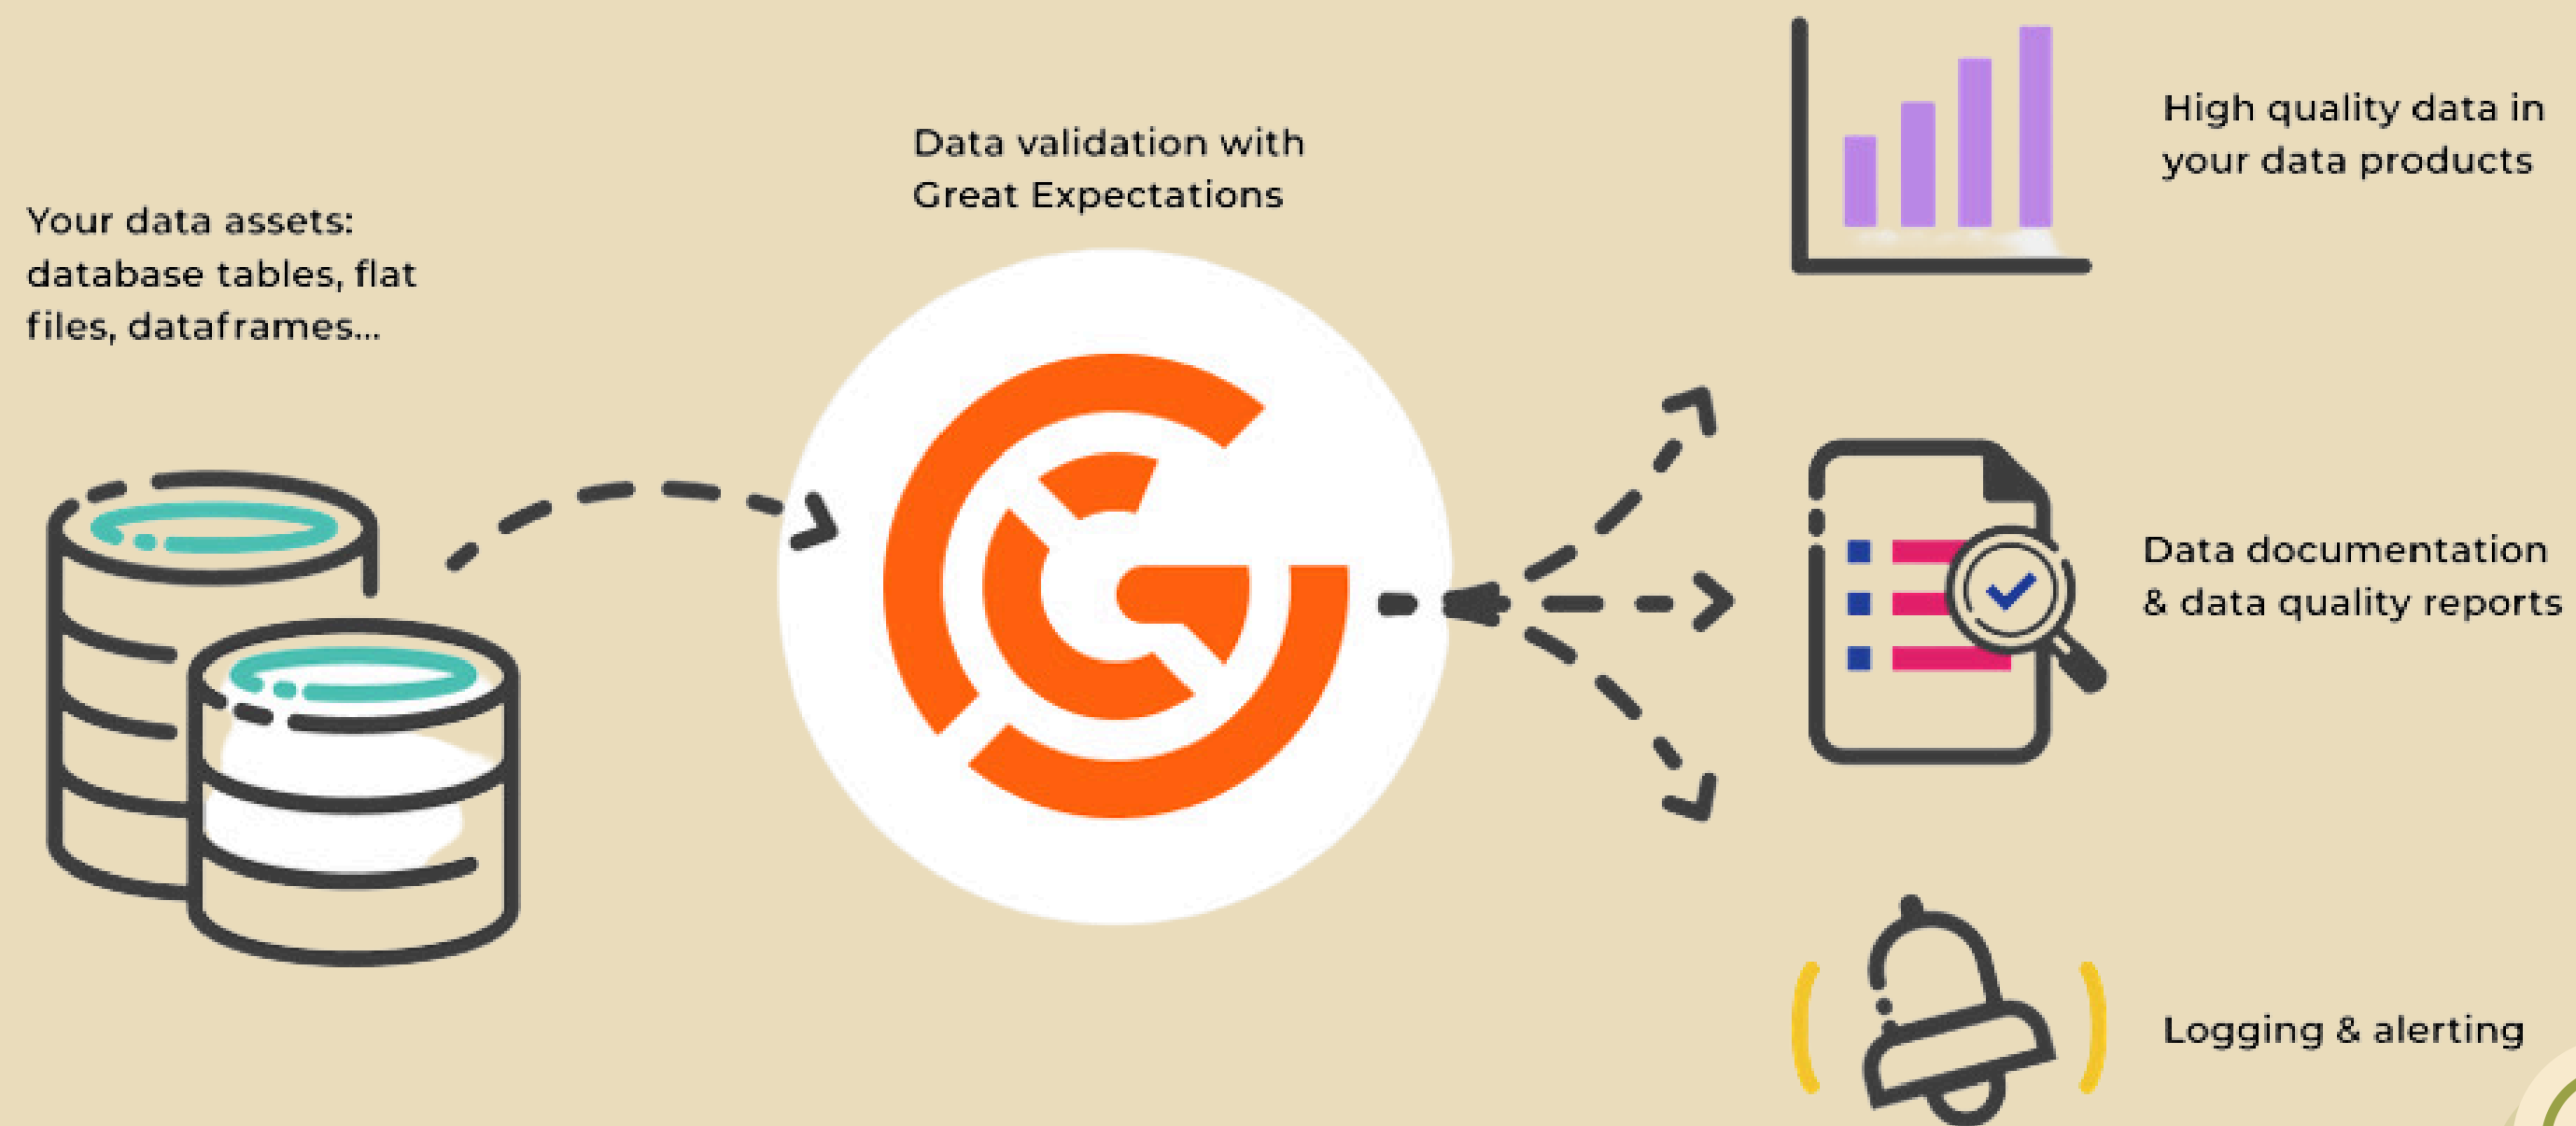 Your data assets:
database tables, flat
files, dataframes...
Data validation with
Great Expectations
High quality data in
your data products
Data documentation
& data quality reports
Logging & alerting